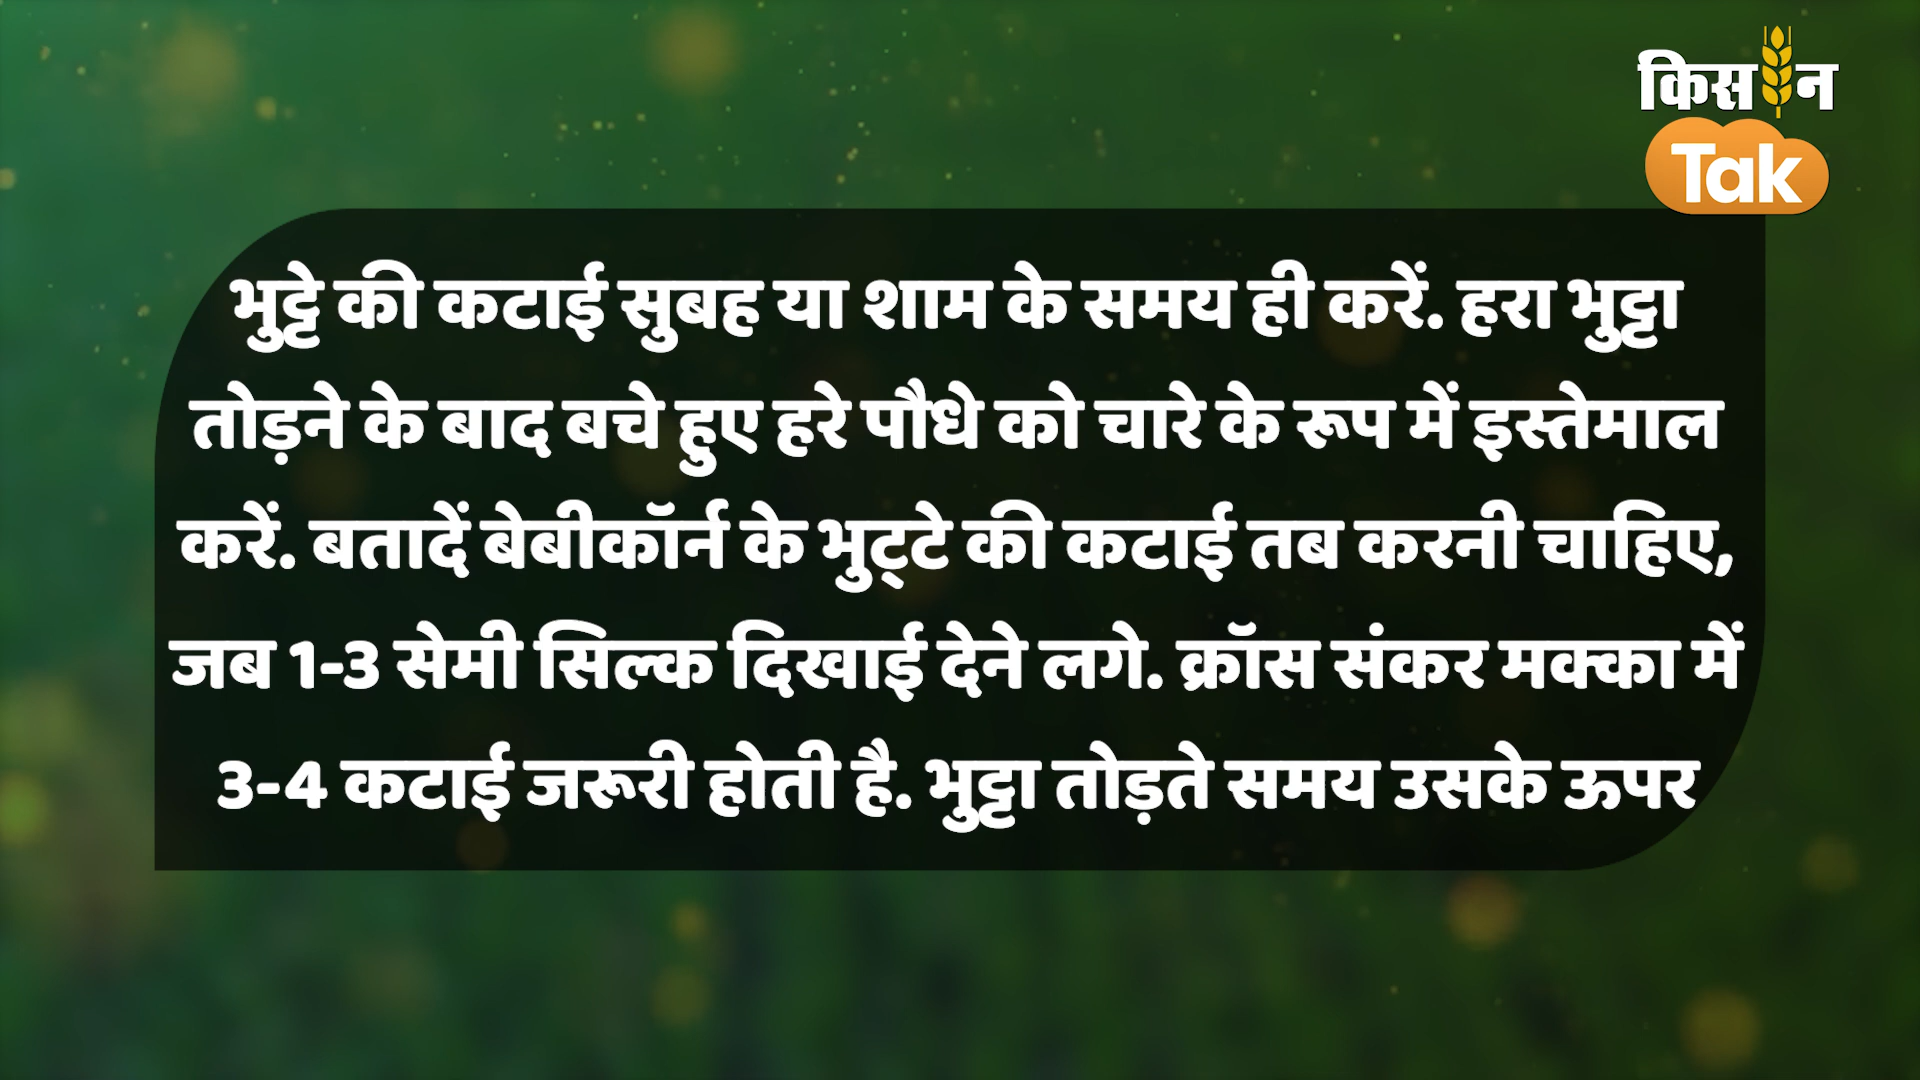 किसान
Tak
भुट्टे की कटाई सुबह या शाम के समय ही करें. हरा भुट्टा
तोड़ने के बाद बचे हुए हरे पौधे को चारे के रूप में इस्तेमाल
करें. बतादें बेबीकॉर्न के भुट्‌टे की कटाई तब करनी चाहिए,
जब 1-3 सेमी सिल्क दिखाई देने लगे. क्रॉस संकर मक्का में
3-4 कटाई जरूरी होती है. भुट्टा तोड़ते समय उसके ऊपर